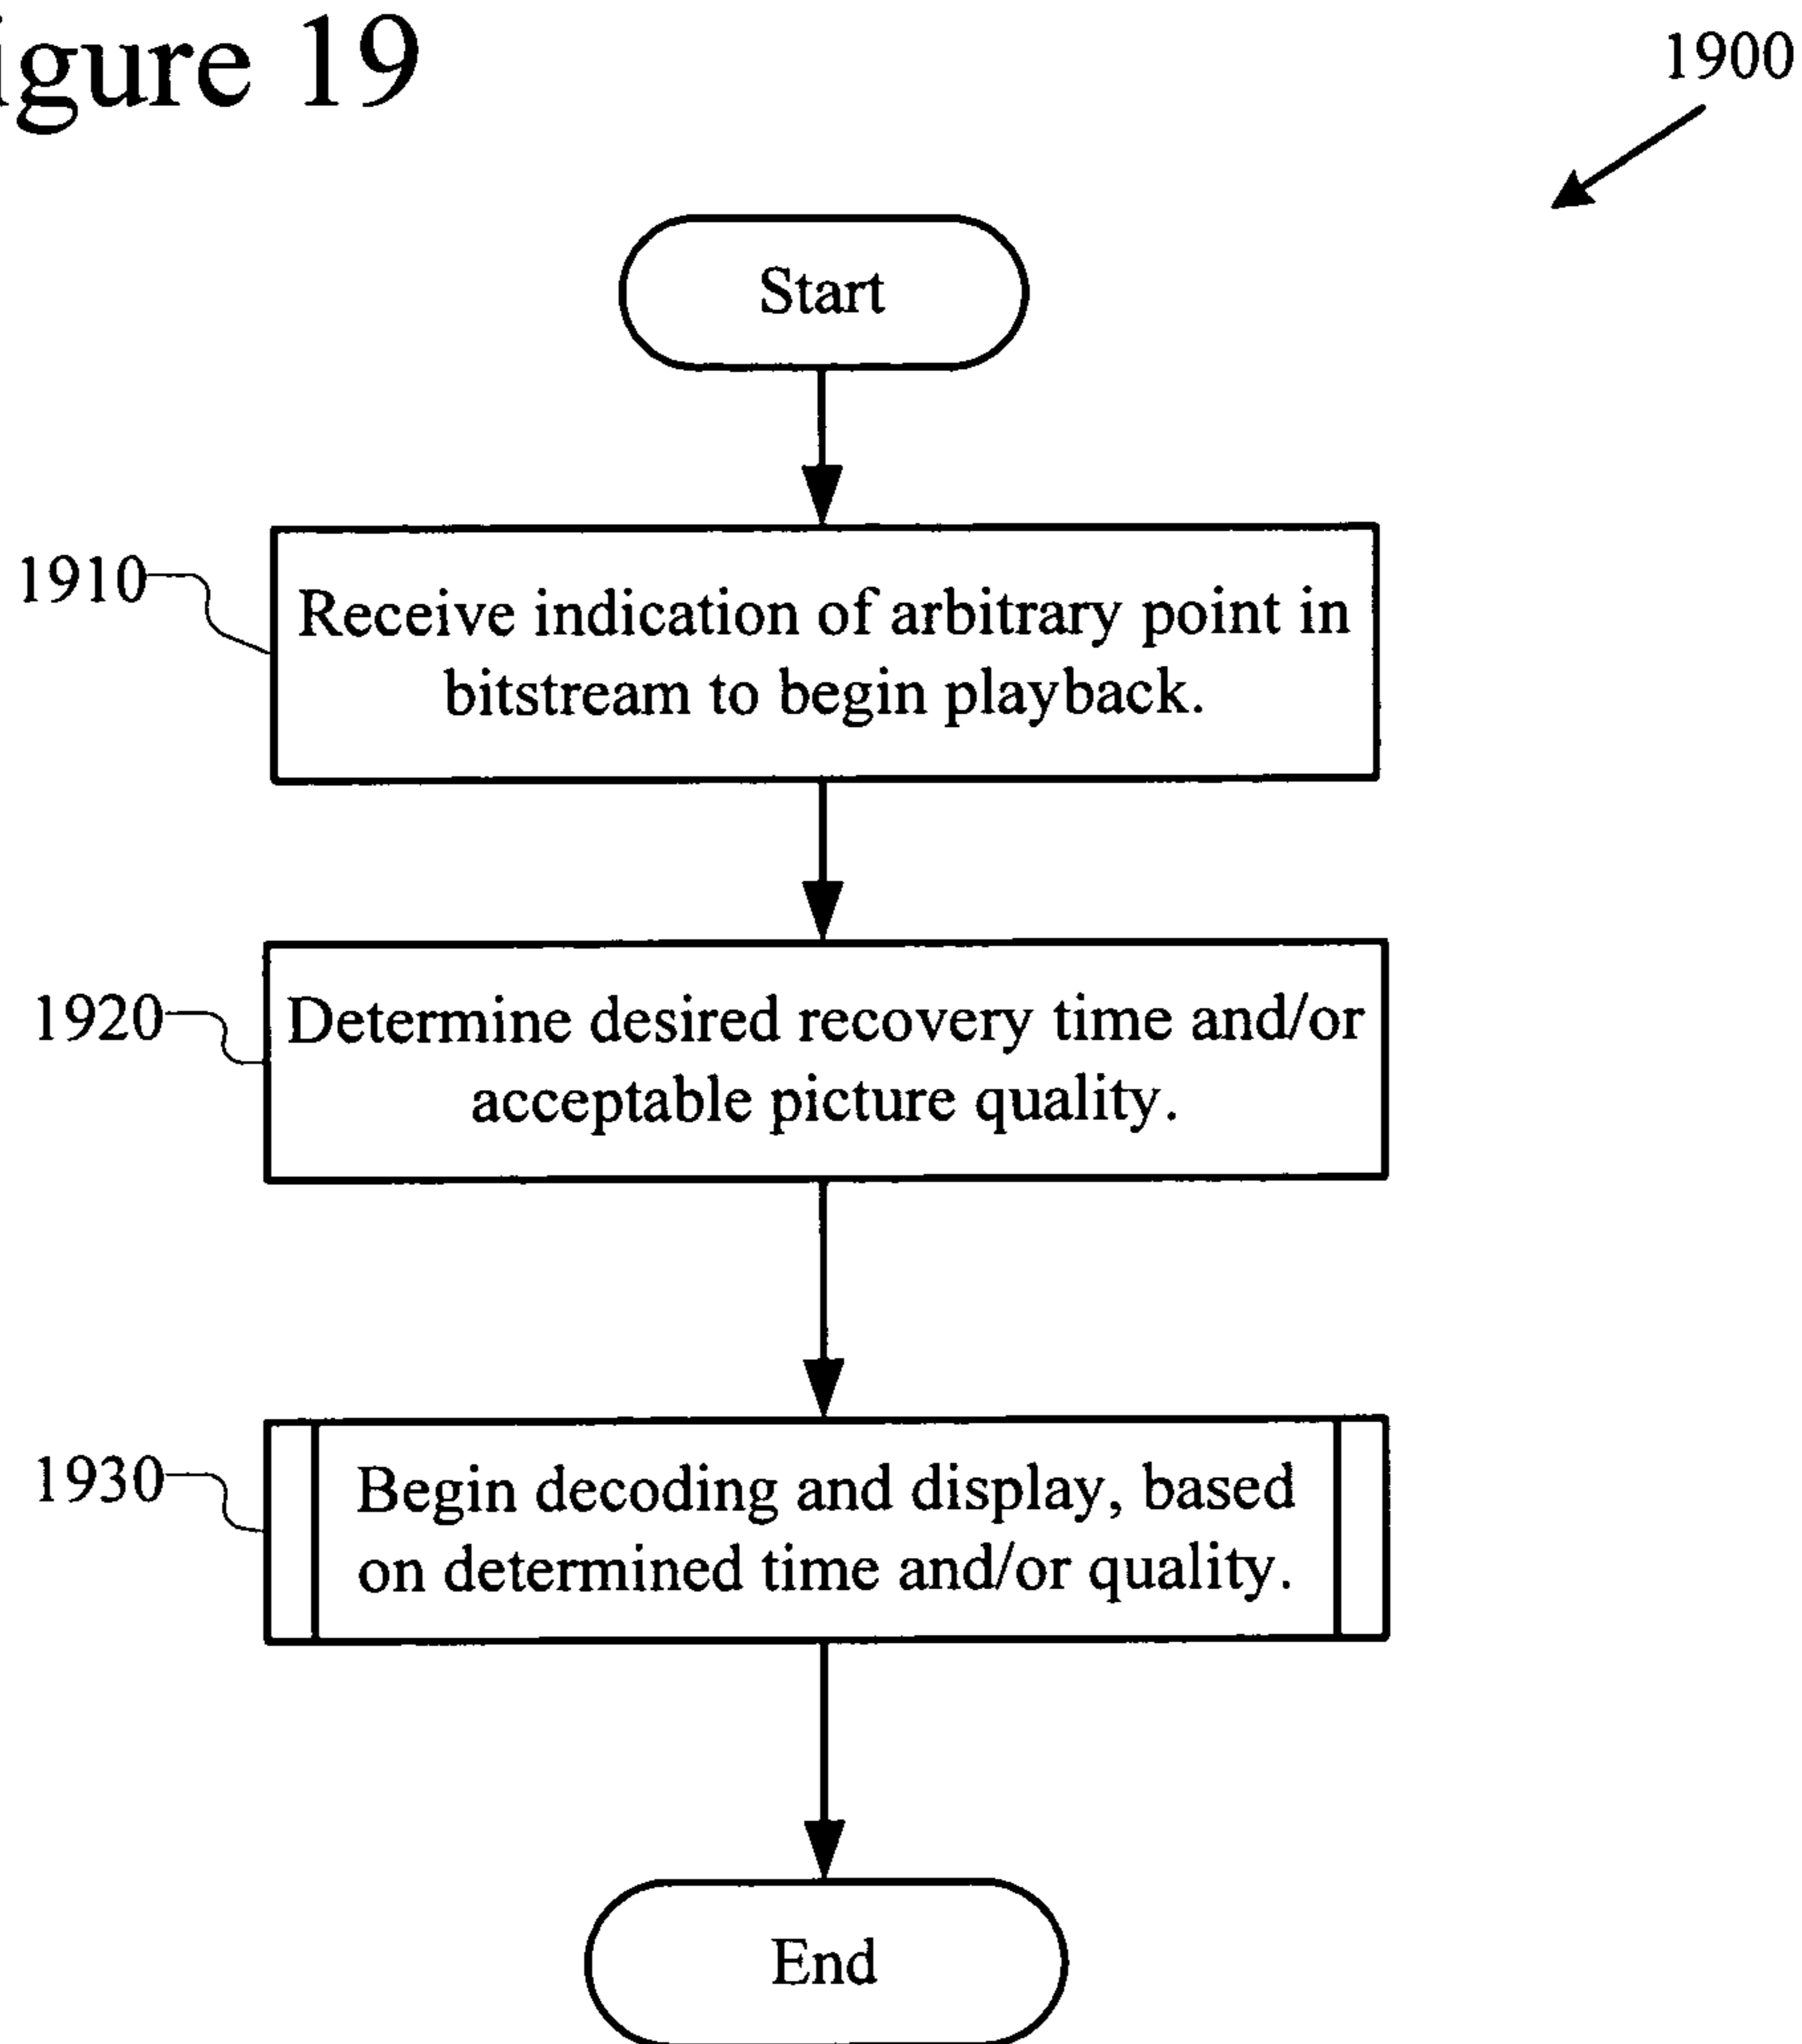 igure 19
1900
Start
1910
Receive indication of arbitrary point in
bitstream to begin playback.
1920
Determine desired recovery time and/or
acceptable picture quality.
1930
Begin decoding and display, based
on determined time and/or quality.
End